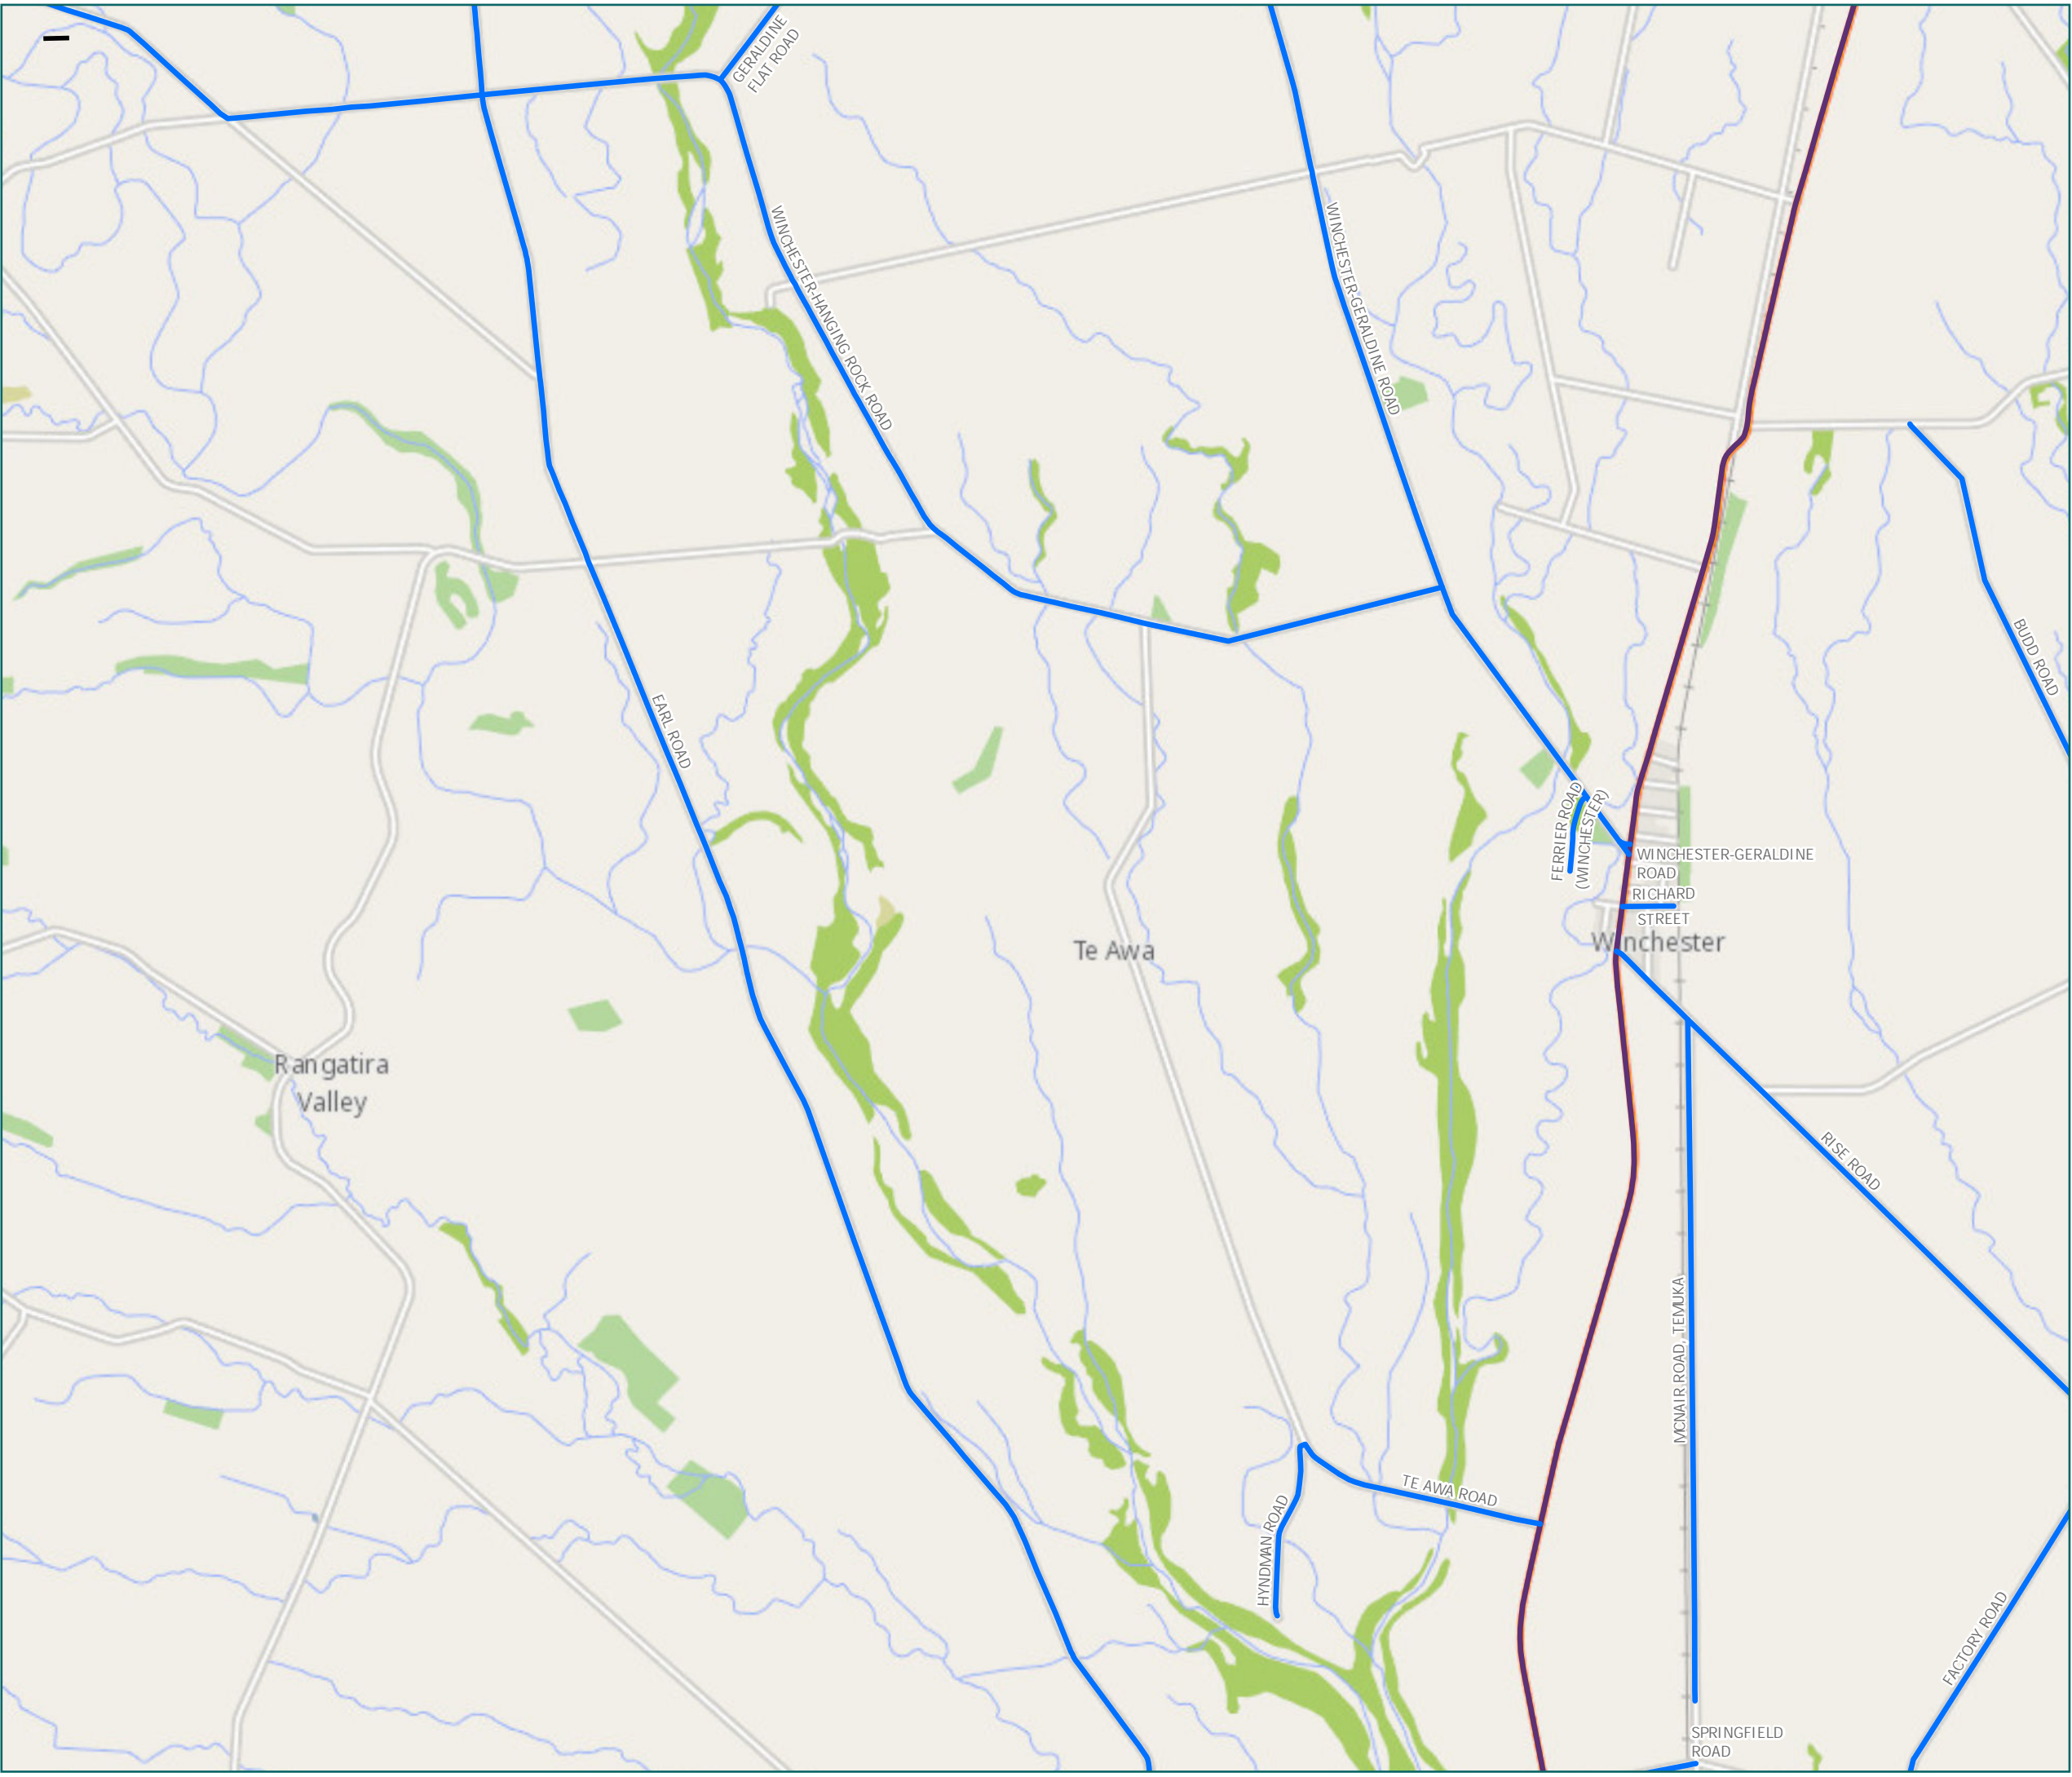 GERALDINE
FLAT ROAD
WINCHESTER-HANGING ROCK ROAD
WINCHESTER-GERALDINE ROAD
BUDD ROAD
EARL ROAD
FERRIER ROAD
(WINCHESTER)
WINCHESTER-GERALDINE
ROAD
RICHARD
STREET
Winchester
Te Awa
Rangatira
Valley
RISE ROAD
MCNAIR ROAD, TEMUKA
TE AWA ROAD
HYNDMAN ROAD
FACTORY ROAD
SPRINGFIELD
ROAD